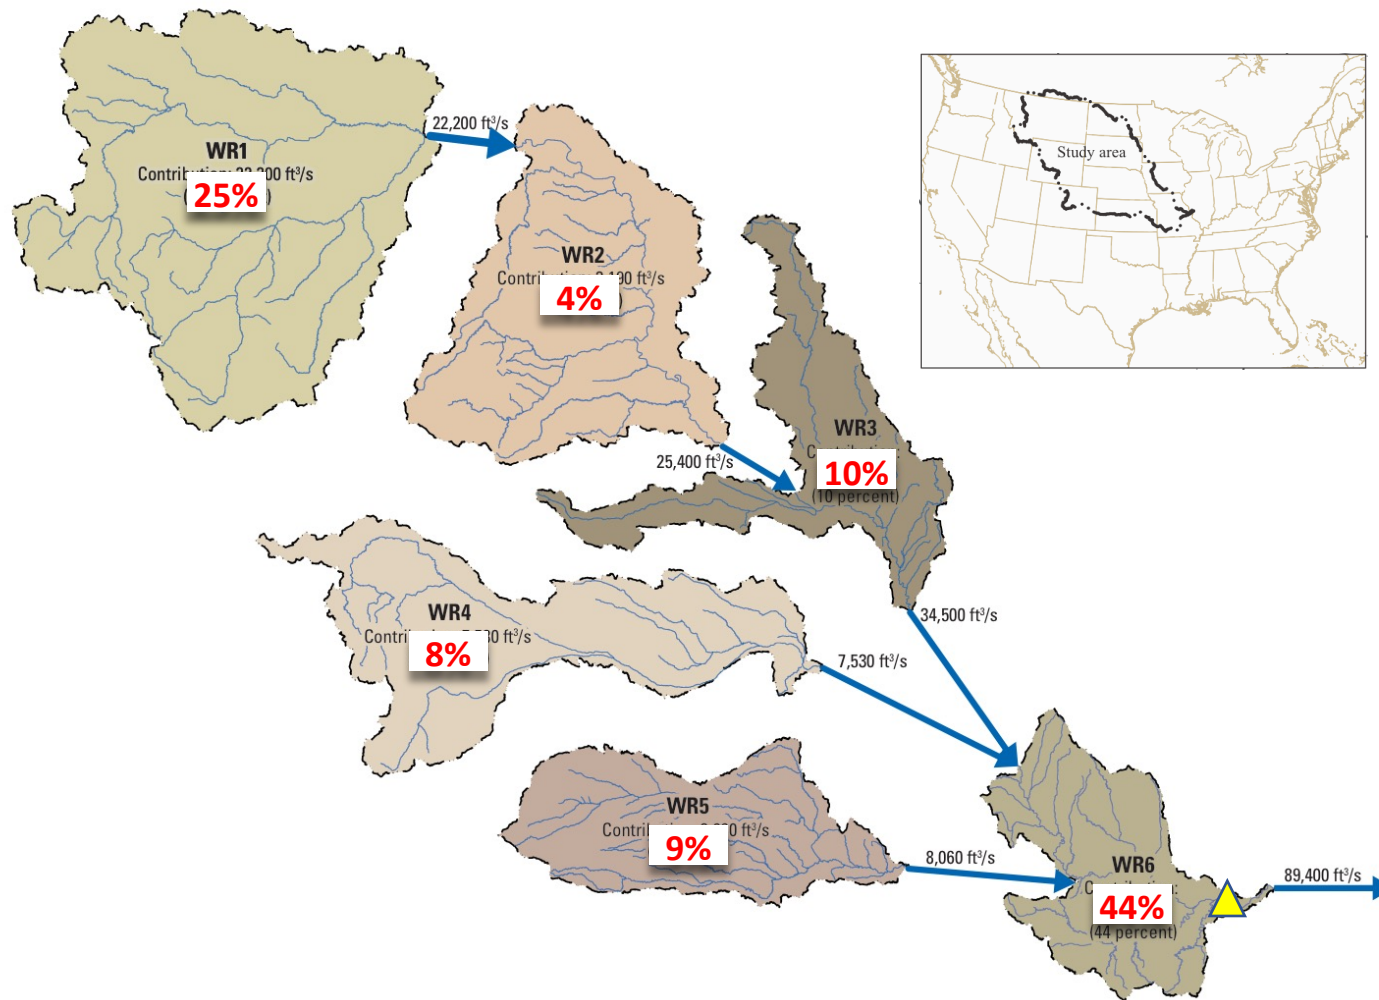 22,200 ft³/s
WR1
25%
Study area
WR2
4%
25,400 ft³/s
WR3
10%
(10 percent)
34,500 ft³/s
WR4
8%
7,530 ft³/s
WR5
9%
8,060 ft³/s
WR6
44%
(44 percent)
89,400 ft³/s